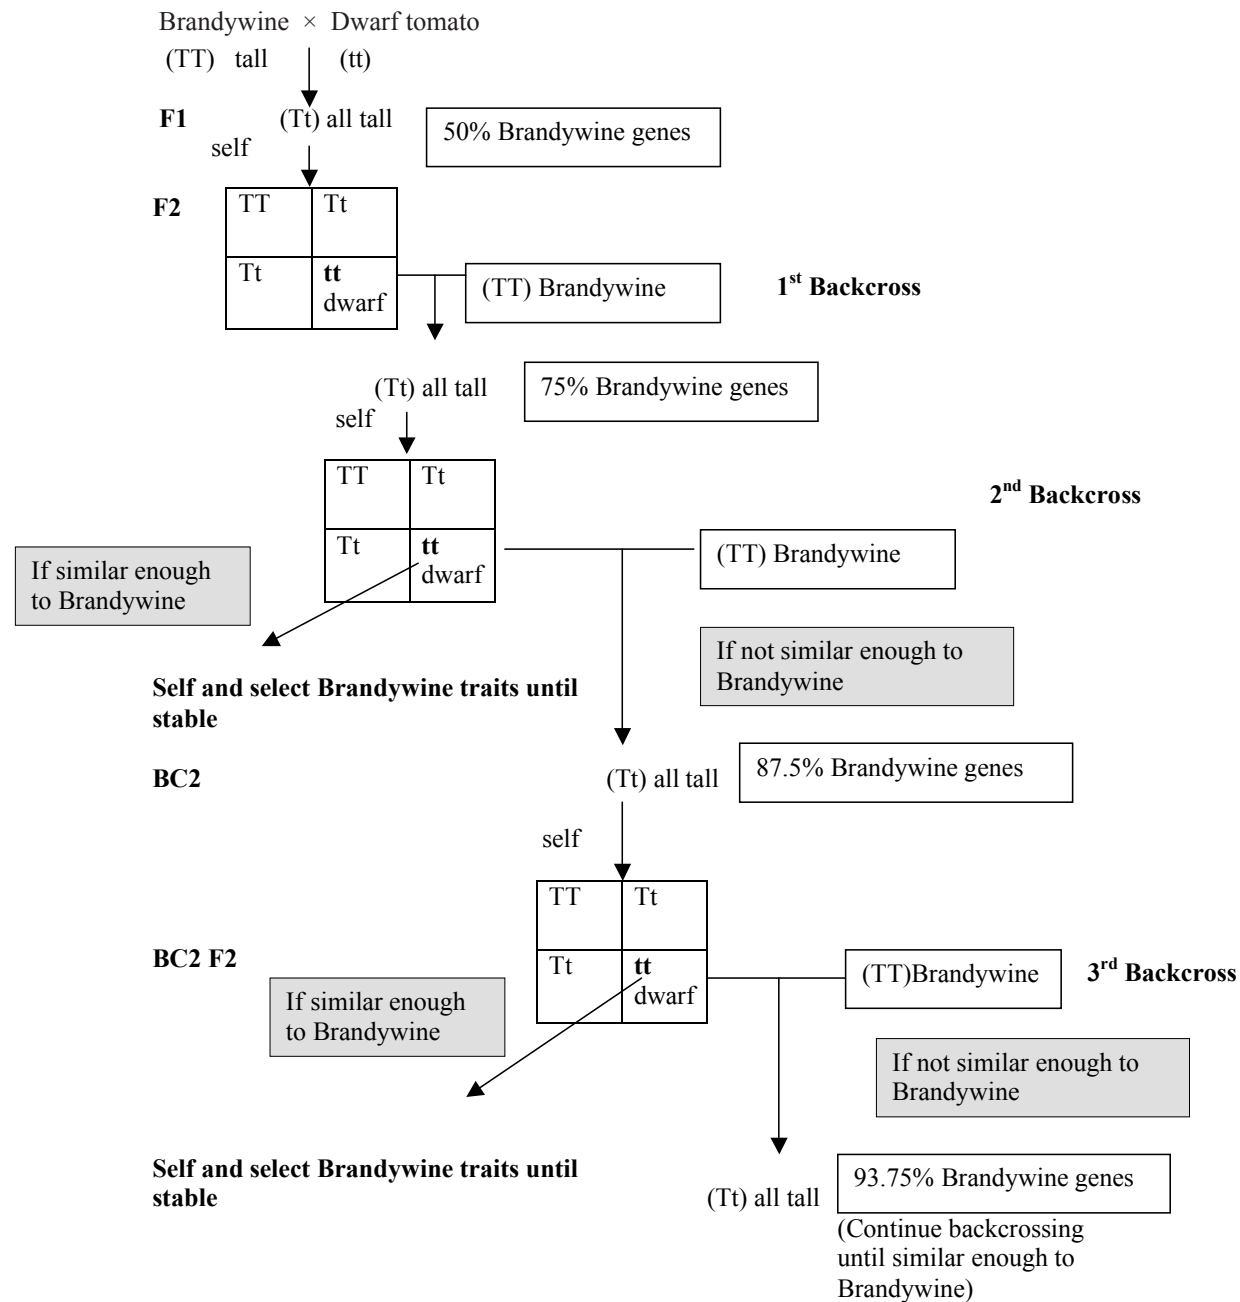 Brandywine × Dwarf tomato
(TT) tall (tt)
F1 (Tt) all tall 50% Brandywine genes
self
F2 TT Tt
Tt tt
dwarf
(TT) Brandywine 1st Backcross
(Tt) all tall 75% Brandywine genes
self
TT Tt
2nd Backcross
Tt tt
dwarf
(TT) Brandywine
If similar enough
to Brandywine
If not similar enough to
Brandywine
Self and select Brandywine traits until
stable
BC2 (Tt) all tall 87.5% Brandywine genes
self
TT Tt
BC2 F2 Tt tt
dwarf
(TT)Brandywine 3rd Backcross
If similar enough
to Brandywine
If not similar enough to
Brandywine
Self and select Brandywine traits until
stable
(Tt) all tall 93.75% Brandywine genes
(Continue backcrossing
until similar enough to
Brandywine)